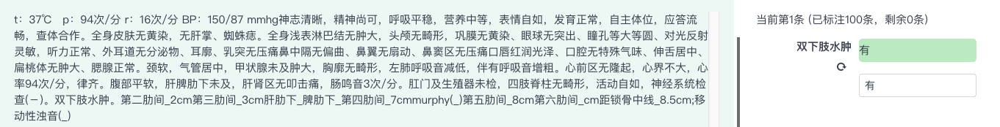 t：37℃　p：94次/分 r：16次/分 BP：150/87 mmhg神志清晰，精神尚可，呼吸平稳，营养中等，表情自如，发育正常，自主体位，应答流
畅，查体合作。全身皮肤无黄染，无肝掌、蜘蛛痣。全身浅表淋巴结无肿大，头颅无畸形，巩膜无黄染、眼球无突出、瞳孔等大等圆、对光反射
灵敏，听力正常、外耳道无分泌物、耳廓、乳突无压痛鼻中隔无偏曲、鼻翼无扇动、鼻窦区无压痛口唇红润光泽、口腔无特殊气味、伸舌居中、
扁桃体无肿大、腮腺正常。颈软，气管居中，甲状腺未及肿大，胸廓无畸形，左肺呼吸音减低，伴有呼吸音增粗。心前区无隆起，心界不大，心
率94次/分，律齐。腹部平软，肝脾肋下未及，肝肾区无叩击痛，肠鸣音3次/分。肛门及生殖器未检，四肢脊柱无畸形，活动自如，神经系统检
查(－)。双下肢水肿。第二肋间_2cm第三肋间_3cm肝肋下_脾肋下_第四肋间_7cmmurphy(_)第五肋间_8cm第六肋间_cm距锁骨中线_8.5cm;移
动性浊音(_)
当前第1条 (已标注100条，剩余0条)
双下肢水肿 有
有